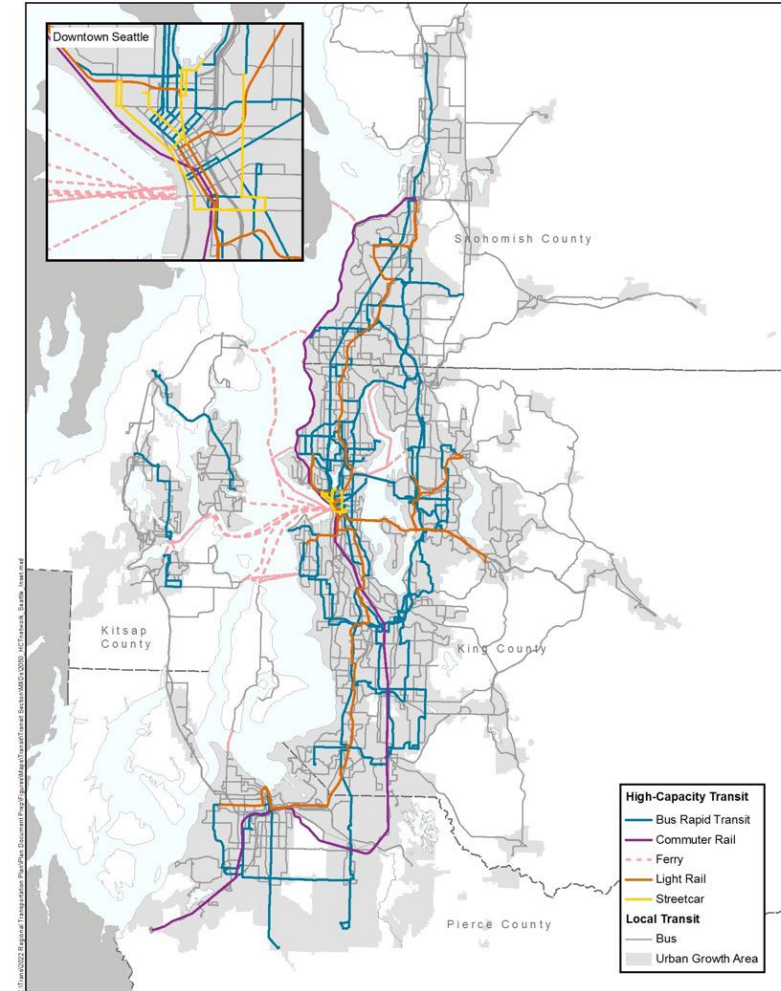 Downtown Seattle
Snohomish County
Kitsap
County
King County
Pierce County
High-Capacity Transit
Bus Rapid Transit
Commuter Rail
Ferry
Light Rail
Streetcar
Local Transit
Bus
Urban Growth Area